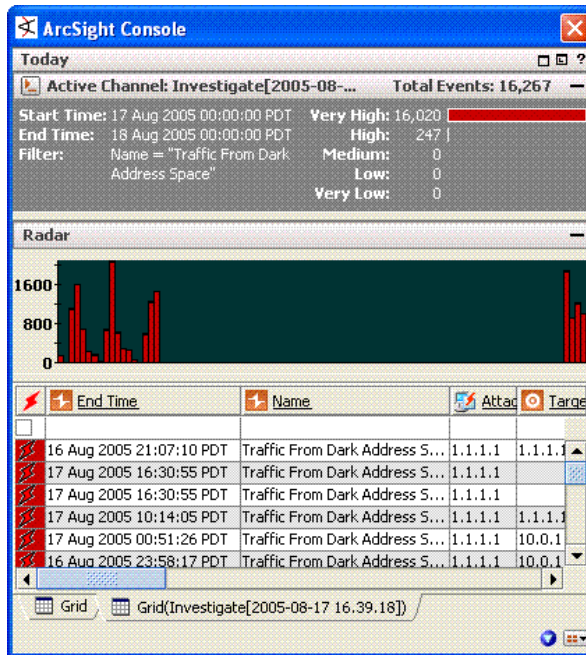 ArcSight Console
Today
Active Channel: Investigate[2005-08-... Total Events: 16,267
Start Time: 17 Aug 2005 00:00:00 PDT Very High: 16,020
End Time: 18 Aug 2005 00:00:00 PDT High: 247
Filter: Name = "Traffic From Dark Medium: 0
Address Space" Low: 0
Very Low: 0
Radar
1600
800
0
End Time Name Attac Targe
16 Aug 2005 21:07:10 PDT Traffic From Dark Address S... 1.1.1.1 1.1.1.1
17 Aug 2005 16:30:55 PDT Traffic From Dark Address S... 1.1.1.1
17 Aug 2005 16:30:55 PDT Traffic From Dark Address S... 1.1.1.1
17 Aug 2005 10:14:05 PDT Traffic From Dark Address S... 1.1.1.1 1.1.1.1
17 Aug 2005 00:51:26 PDT Traffic From Dark Address S... 1.1.1.1 10.0.1
16 Aug 2005 23:58:17 PDT Traffic From Dark Address S... 1.1.1.1 10.0.1
Grid Grid(Investigate[2005-08-17 16.39.18])